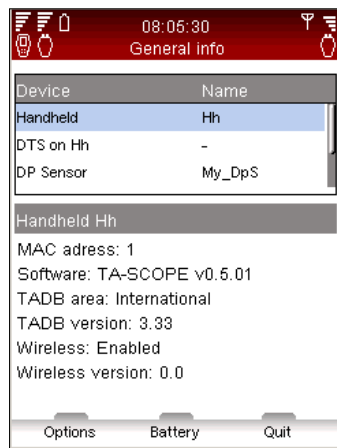 08:05:30
General info
Device Name
Handheld Hh
DTS on Hh -
DP Sensor My_DpS
Handheld Hh
MAC adress: 1
Software: TA-SCOPE v0.5.01
TADB area: International
TADB version: 3.33
Wireless: Enabled
Wireless version: 0.0
Options Battery Quit